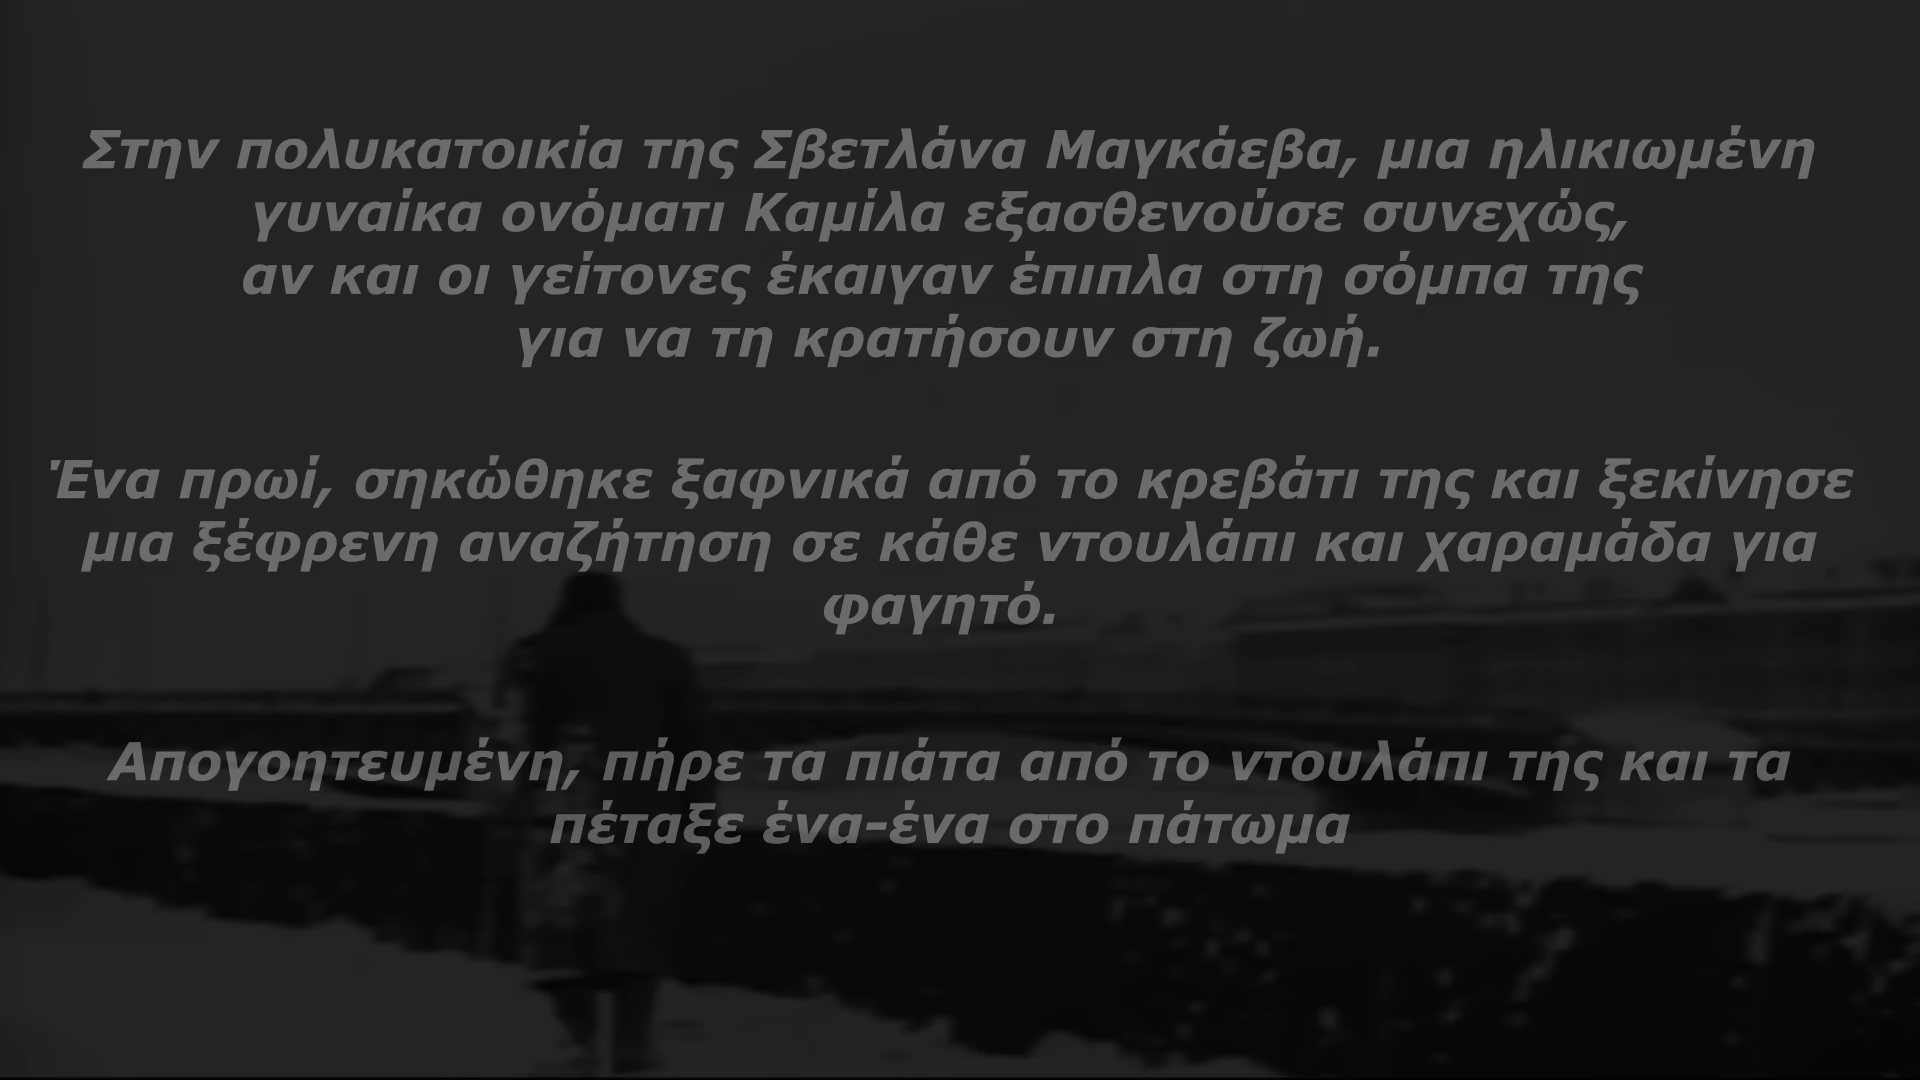 Στην πολυκατοικία της Σβετλάνα Μαγκάεβα, μια ηλικιωμένη
γυναίκα ονόματι Καμίλα εξασθενούσε συνεχώς,
αν και οι γείτονες έκαιγαν έπιπλα στη σόμπα της
για να τη κρατήσουν στη ζωή.
Ένα πρωί, σηκώθηκε ξαφνικά από το κρεβάτι της και ξεκίνησε
μια ξέφρενη αναζήτηση σε κάθε ντουλάπι και χαραμάδα για
φαγητό.
Απογοητευμένη, πήρε τα πιάτα από το ντουλάπι της και τα
πέταξε ένα-ένα στο πάτωμα